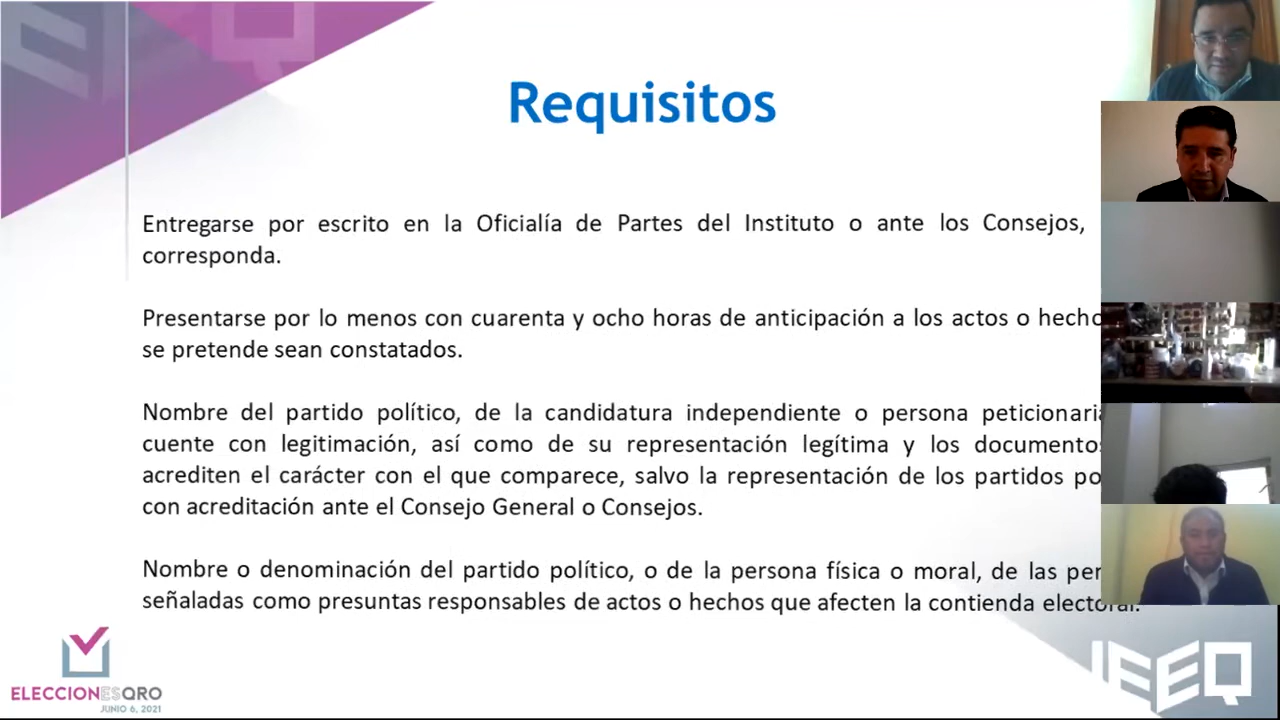 EQ
Requisitos
Entregarse por escrito en la Oficialía de Partes del Instituto o ante los Consejos,
corresponda.
Presentarse por lo menos con cuarenta y ocho horas de anticipación a los actos o hecho
se pretende sean constatados.
Nombre del partido político, de la candidatura independiente o persona peticionaria
cuente con legitimación, así como de su representación legítima y los documentos
acrediten el carácter con el que comparece, salvo la representación de los partidos po
con acreditación ante el Consejo General o Consejos.
Nombre o denominación del partido político, o de la persona física o moral, de las per
señaladas como presuntas responsables de actos o hechos que afecten la contienda electoral.
ELECCIONESQRO
JUNIO 6, 2021
IEEQ